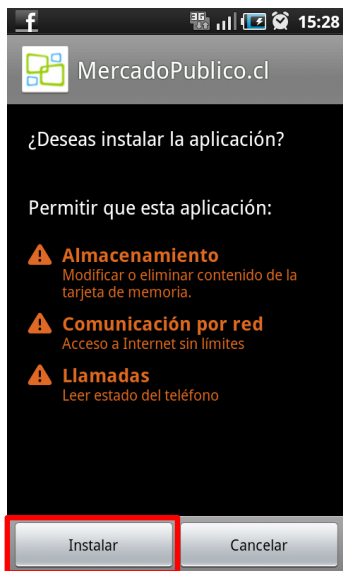 f 3G 15:28
MercadoPublico.cl
¿Deseas instalar la aplicación?
Permitir que esta aplicación:
Almacenamiento
Modificar o eliminar contenido de la
tarjeta de memoria.
Comunicación por red
Acceso a Internet sin límites
Llamadas
Leer estado del teléfono
Instalar
Cancelar